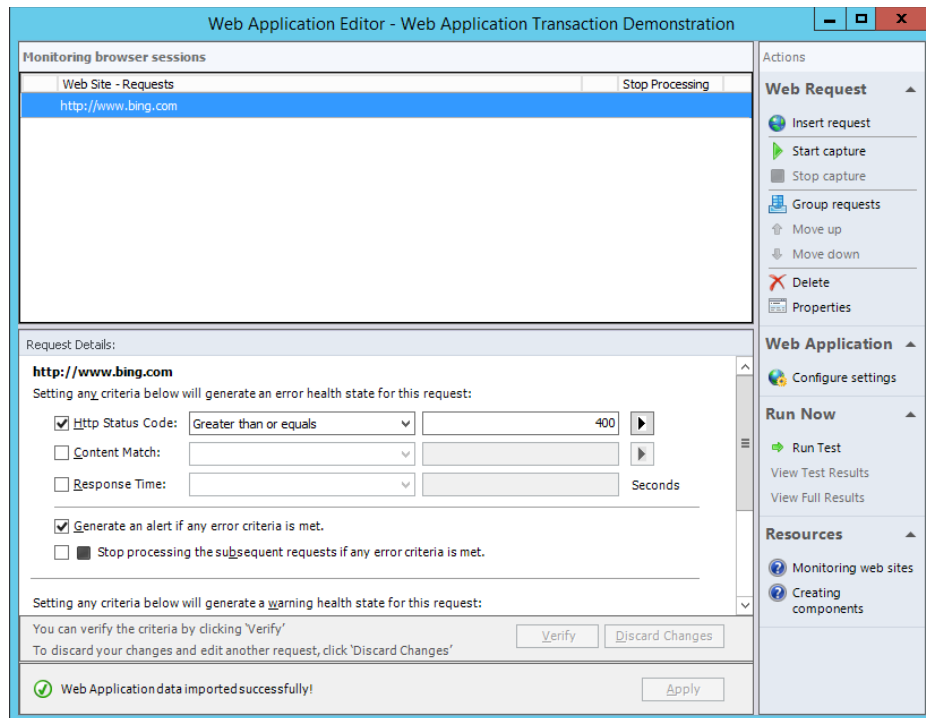 Web Application Editor - Web Application Transaction Demonstration
Monitoring browser sessions
Web Site - Requests Stop Processing
http://www.bing.com
Request Details:
http://www.bing.com
Setting any criteria below will generate an error health state for this request:
Http Status Code: Greater than or equals 400
Content Match:
Response Time: Seconds
Generate an alert if any error criteria is met.
Stop processing the subsequent requests if any error criteria is met.
Setting any criteria below will generate a warning health state for this request:
You can verify the criteria by clicking 'Verify'
To discard your changes and edit another request, click 'Discard Changes'
Verify Discard Changes
Web Application data imported successfully!
Apply
Actions
Web Request
Insert request
Start capture
Stop capture
Group requests
Move up
Move down
Delete
Properties
Web Application
Configure settings
Run Now
Run Test
View Test Results
View Full Results
Resources
Monitoring web sites
Creating
components